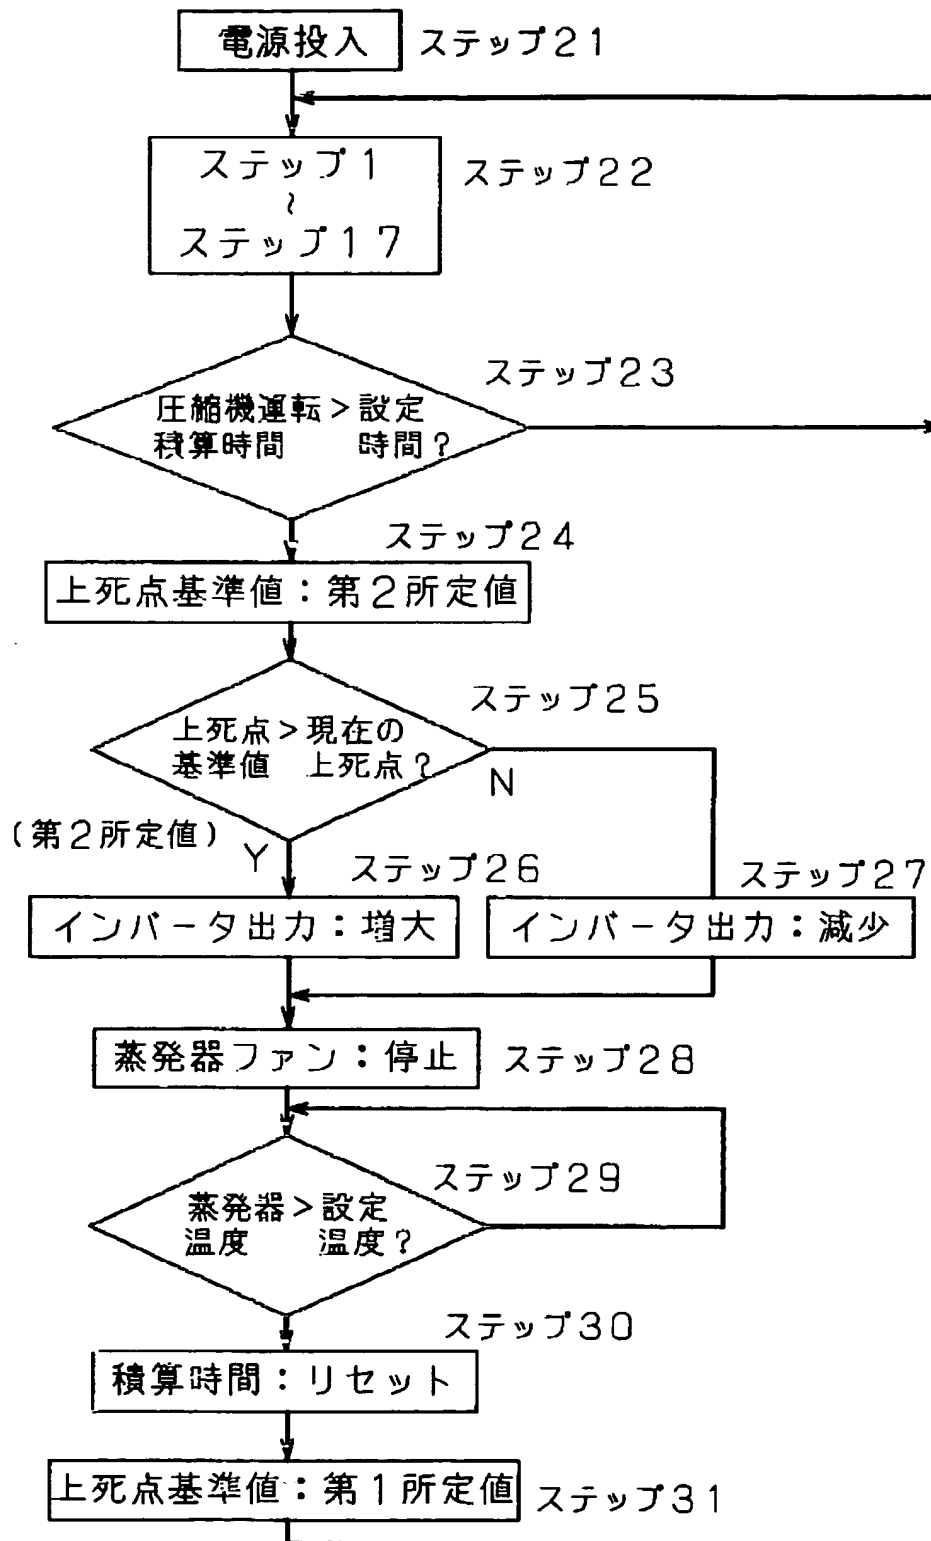 電源投入
ステップ21
ステップ1
~
ステップ17
ステップ22
ステップ23
圧縮機運転>設定
積算時間 時間?
ステップ24
上死点基準値:第2所定値
ステップ25
上死点>現在の
基準値 上死点?
N
(第2所定値)
Y
ステップ26
ステップ27
インバータ出力:増大
インバータ出力:減少
蒸発器ファン:停止
ステップ28
ステップ29
蒸発器>設定
温度 温度?
ステップ30
積算時間:リセット
上死点基準値:第1所定値
ステップ31